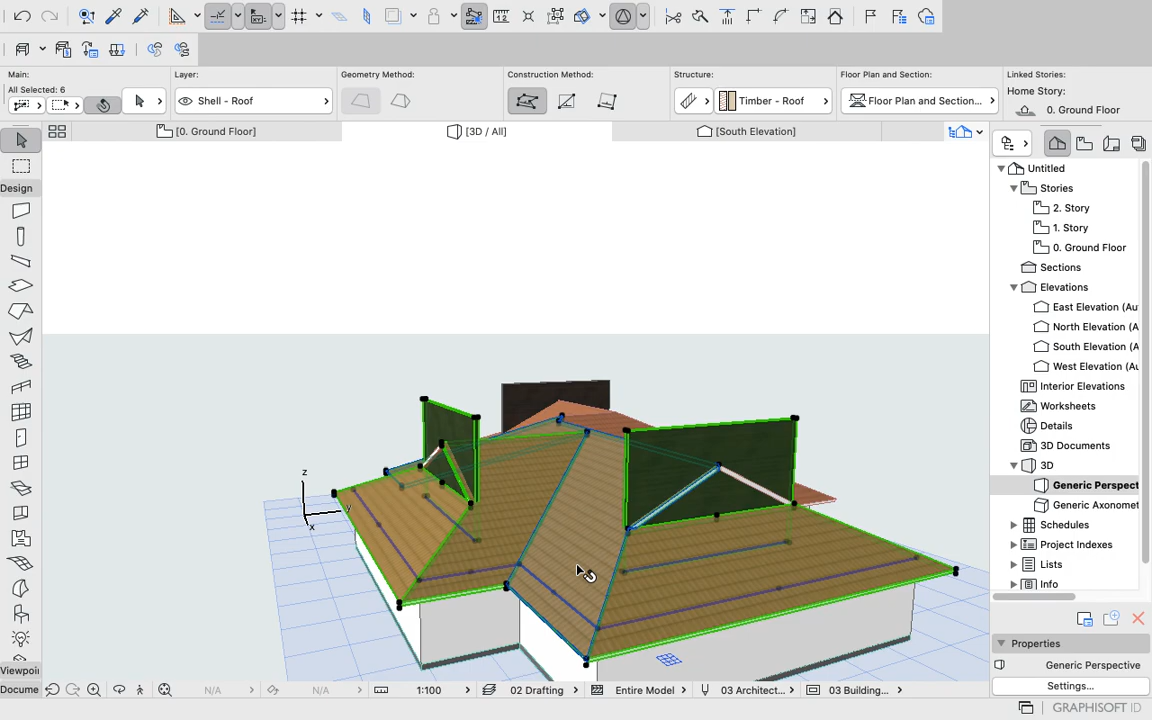 Main:
All Selected: 6
Layer:
Shell - Roof
Geometry Method:
Construction Method:
Structure:
Timber - Roof
Floor Plan and Section:
Floor Plan and Section...
Linked Stories:
Home Story:
0. Ground Floor
[0. Ground Floor]
[3D / All]
[South Elevation]
Design
Viewpoi
Docume
z
x
Untitled
Stories
2. Story
1. Story
0. Ground Floor
Sections
Elevations
East Elevation (Au
North Elevation (A
South Elevation (A
West Elevation (Au
Interior Elevations
Worksheets
Details
3D Documents
3D
Generic Perspect
Generic Axonomet
Schedules
Project Indexes
Lists
Info
Properties
Generic Perspective
Settings...
N/A
N/A
1:100
02 Drafting
Entire Model
03 Architect...
03 Building...
GRAPHISOFT ID